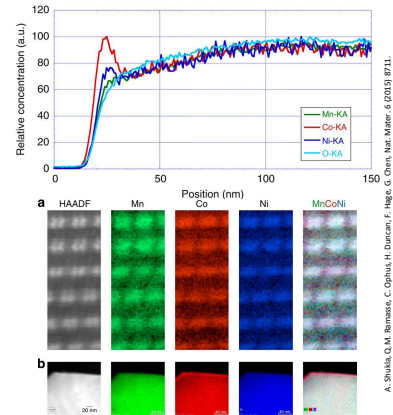 Relative concentration (a.u.)
120
100
80
60
40
20
0
Mn-KA
Co-KA
Ni-KA
O-KA
0
50
100
150
Position (nm)
a
HAADF Mn Co Ni MnCoNi
b
20 nm
20 nm
A. Shukla, Q. M. Ramasse, C. Ophus, H. Duncan, F. Hage, G. Chen, Nat. Mater. 6 (2015) 8711.